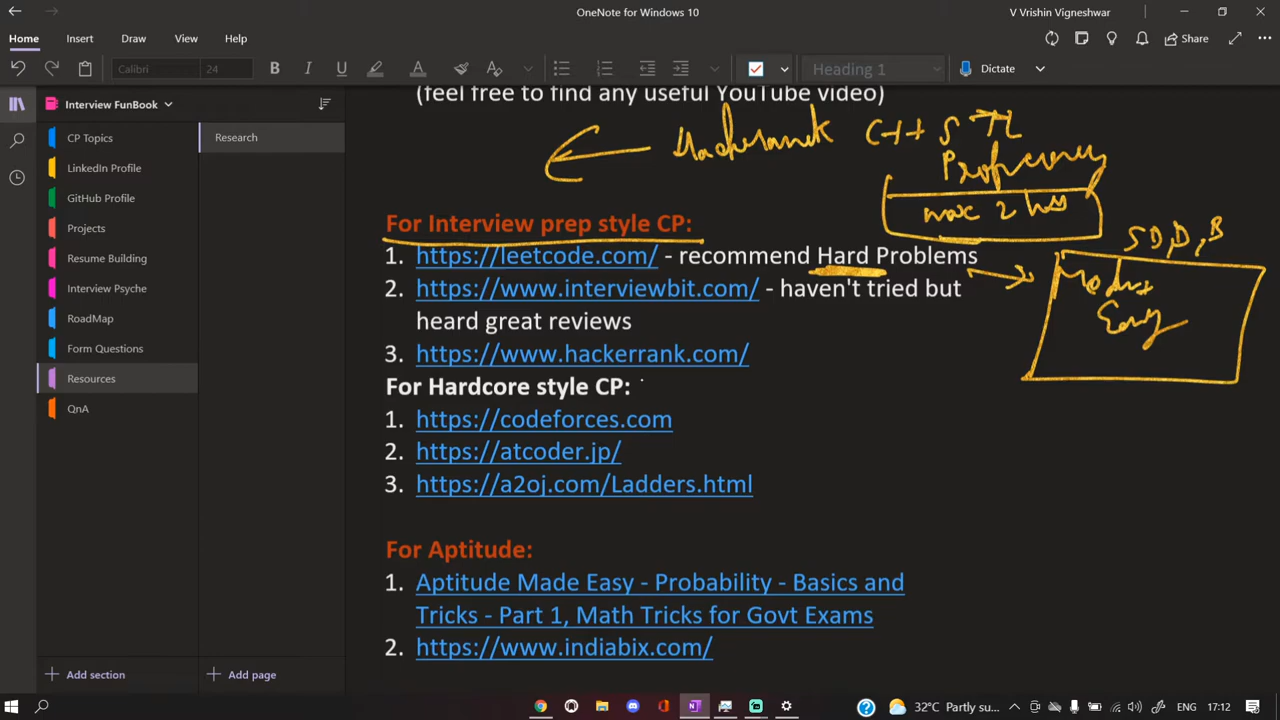 OneNote for Windows 10
V Vrishin Vigneshwar
Home
Insert
Draw
View
Help
Share
Calibri
24
B
I
U
A
A
Heading 1
Dictate
Interview FunBook
CP Topics
LinkedIn Profile
GitHub Profile
Projects
Resume Building
Interview Psyche
RoadMap
Form Questions
Resources
QnA
Add section
Research
Add page
(feel free to find any useful YouTube video)
Hackerrank C++ STL
Proficiency
max 2 hrs
For Interview prep style CP:
1. https://leetcode.com/ - recommend Hard Problems
2. https://www.interviewbit.com/ - haven't tried but
heard great reviews
3. https://www.hackerrank.com/
SD, D, B
Easy
For Hardcore style CP:
1. https://codeforces.com
2. https://atcoder.jp/
3. https://a2oj.com/Ladders.html
For Aptitude:
1. Aptitude Made Easy - Probability - Basics and
Tricks - Part 1, Math Tricks for Govt Exams
2. https://www.indiabix.com/
32°C Partly su...
ENG
17:12